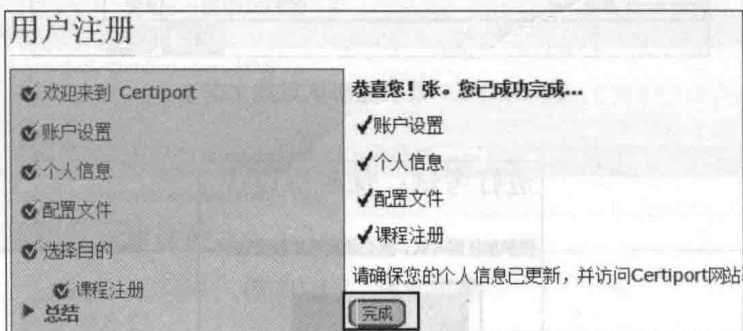 用户注册
欢迎来到 Certiport
账户设置
个人信息
配置文件
选择目的
课程注册
总结
恭喜您！张。您已成功完成...
账户设置
个人信息
配置文件
课程注册
请确保您的个人信息已更新，并访问Certiport网站
完成